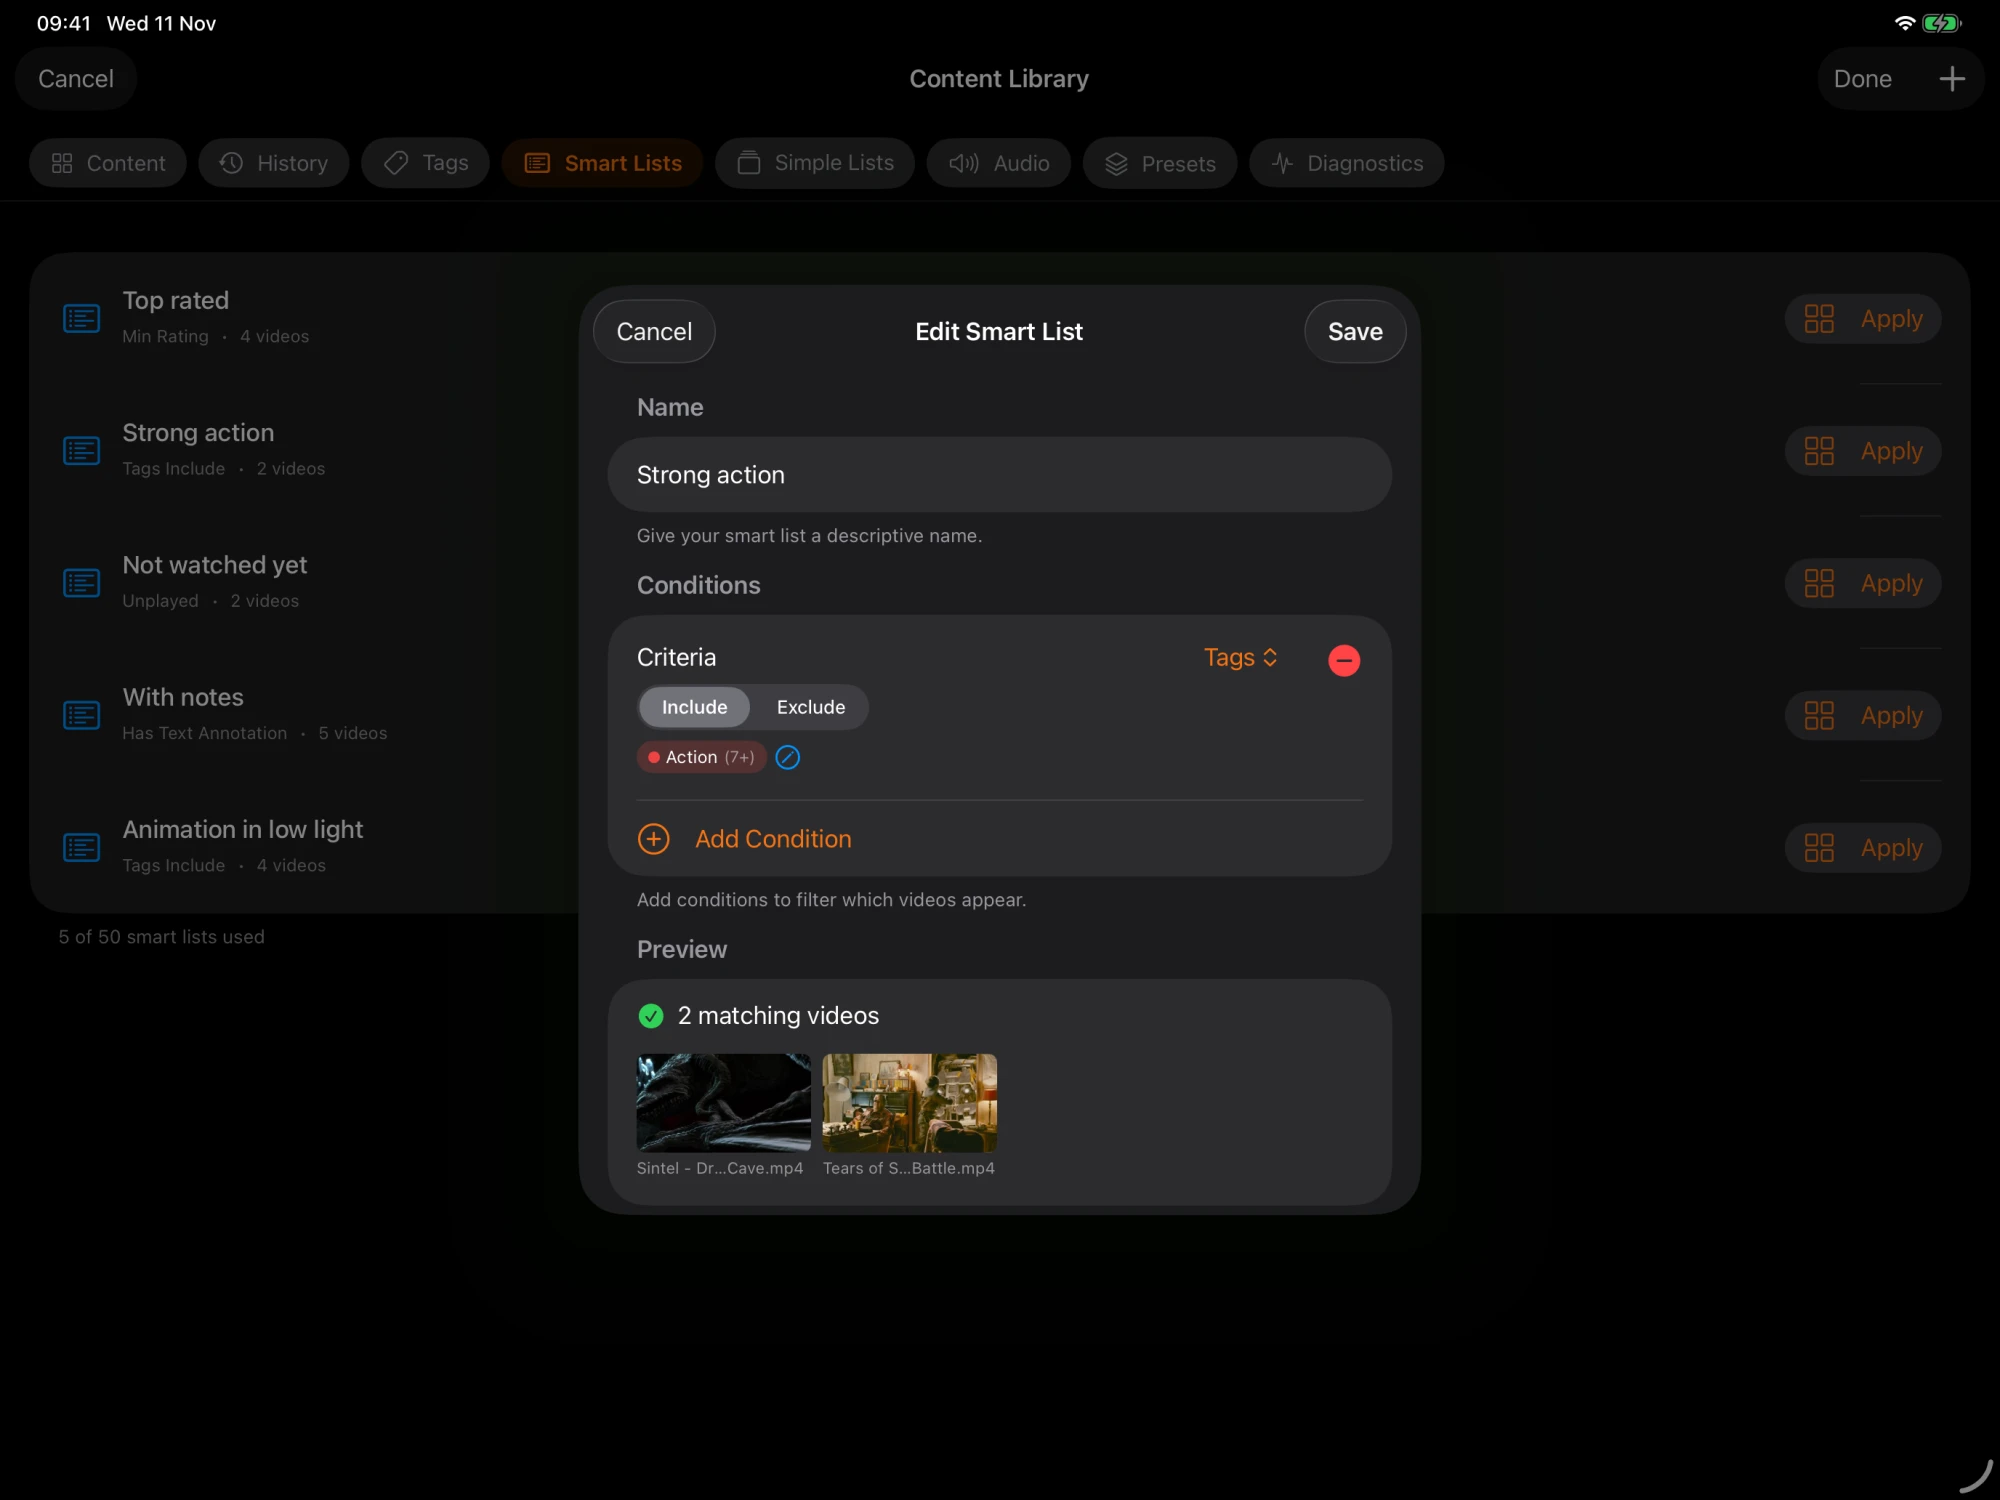 09:41 Wed 11 Nov
Cancel
Content Library
Done
Content
History
Tags
Smart Lists
Simple Lists
Audio
Presets
Diagnostics
Top rated
Min Rating • 4 videos
Apply
Strong action
Tags Include • 2 videos
Apply
Not watched yet
Unplayed • 2 videos
Apply
With notes
Has Text Annotation • 5 videos
Apply
Animation in low light
Tags Include • 4 videos
Apply
5 of 50 smart lists used
Cancel
Edit Smart List
Save
Name
Strong action
Give your smart list a descriptive name.
Conditions
Criteria
Tags
Include
Exclude
Action (7+)
Add Condition
Add conditions to filter which videos appear.
Preview
2 matching videos
Sintel - Dr...Cave.mp4
Tears of S...Battle.mp4